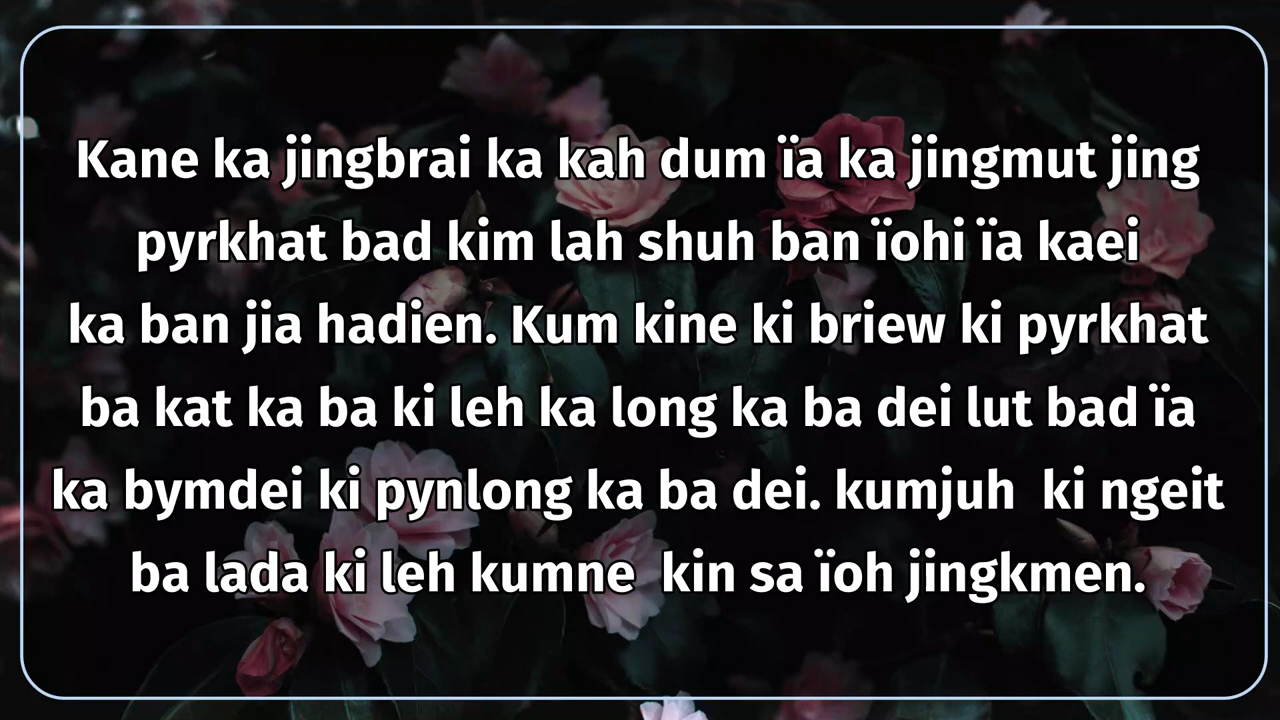 Kane ka jingbrai ka kah dum ïa ka jingmut jing
pyrkhat bad kim lah shuh ban ïohi ïa kaei
ka ban jia hadien. Kum kine ki briew ki pyrkhat
ba kat ka ba ki leh ka long ka ba dei lut bad ïa
ka bymdei ki pynlong ka ba dei. kumjuh  ki ngeit
ba lada ki leh kumne  kin sa ïoh jingkmen.